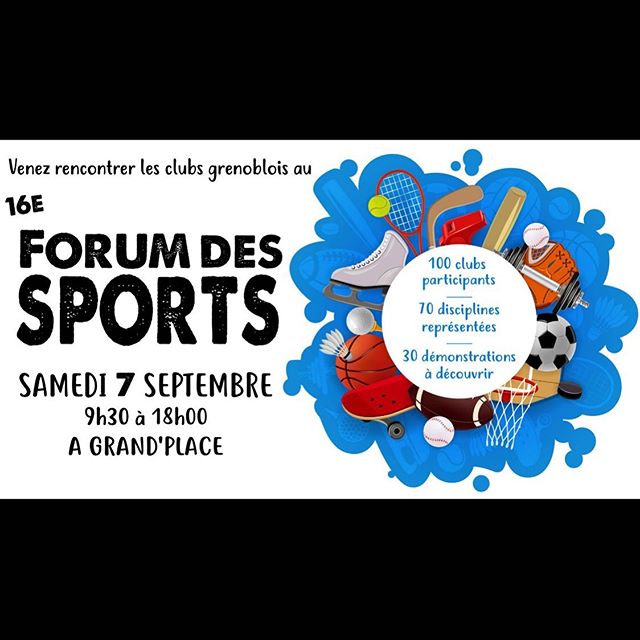 Venez rencontrer les clubs grenoblois au
16E
FORUM DES
SPORTS
SAMEDI 7 SEPTEMBRE
9h30 à 18h00
A GRAND'PLACE
100 clubs
participants
70 disciplines
représentées
30 démonstrations
à découvrir